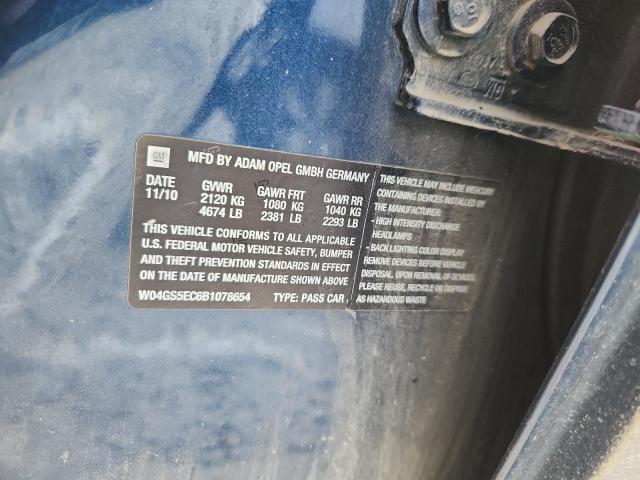 GM
MFD BY ADAM OPEL GMBH GERMANY
DATE GVWR GAWR FRT GAWR RR
11/10 2120 KG 1080 KG 1040 KG
4674 LB 2381 LB 2293 LB
THIS VEHICLE CONFORMS TO ALL APPLICABLE
U.S. FEDERAL MOTOR VEHICLE SAFETY, BUMPER
AND THEFT PREVENTION STANDARDS IN EFFECT
ON THE DATE OF MANUFACTURE SHOWN ABOVE
W04GS5EC6B1078654 TYPE: PASS CAR
THIS VEHICLE MAY INCLUDE MERCURY
CONTAINING DEVICES INSTALLED BY
THE MANUFACTURER:
- HIGH INTENSITY DISCHARGE
HEADLAMPS
- BACK LIGHTING COLOR DISPLAY
REMOVE DEVICES BEFORE VEHICLE
DISPOSAL. UPON REMOVAL OF DEVICES
PLEASE REUSE, RECYCLE OR DISPOSE
AS HAZARDOUS WASTE